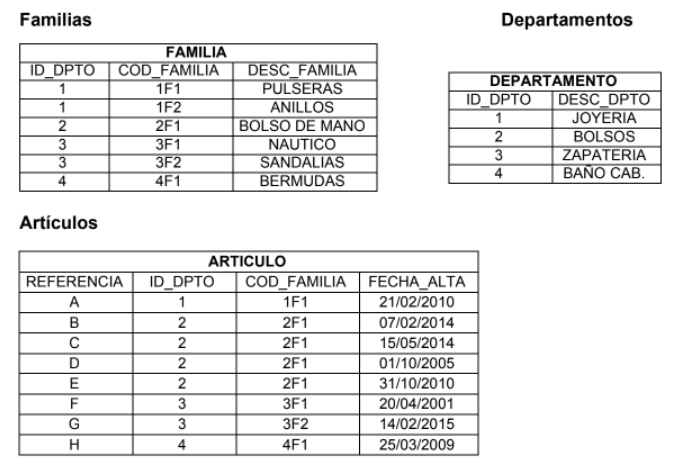 Familias
FAMILIA
ID_DPTO COD_FAMILIA DESC_FAMILIA
1 1F1 PULSERAS
1 1F2 ANILLOS
2 2F1 BOLSO DE MANO
3 3F1 NAUTICO
3 3F2 SANDALIAS
4 4F1 BERMUDAS
Departamentos
DEPARTAMENTO
ID_DPTO DESC_DPTO
1 JOYERIA
2 BOLSOS
3 ZAPATERIA
4 BAÑO CAB.
Artículos
ARTICULO
REFERENCIA ID_DPTO COD_FAMILIA FECHA_ALTA
A 1 1F1 21/02/2010
B 2 2F1 07/02/2014
C 2 2F1 15/05/2014
D 2 2F1 01/10/2005
E 2 2F1 31/10/2010
F 3 3F1 20/04/2001
G 3 3F2 14/02/2015
H 4 4F1 25/03/2009